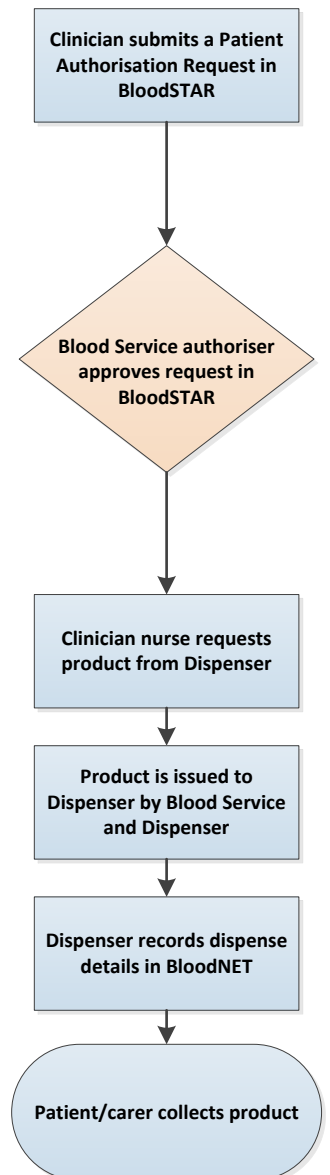 Clinician submits a Patient
Authorisation Request in
BloodSTAR
Blood Service authoriser
approves request in
BloodSTAR
Clinician nurse requests
product from Dispenser
Product is issued to
Dispenser by Blood Service
and Dispenser
Dispenser records dispense
details in BloodNET
Patient/carer collects product